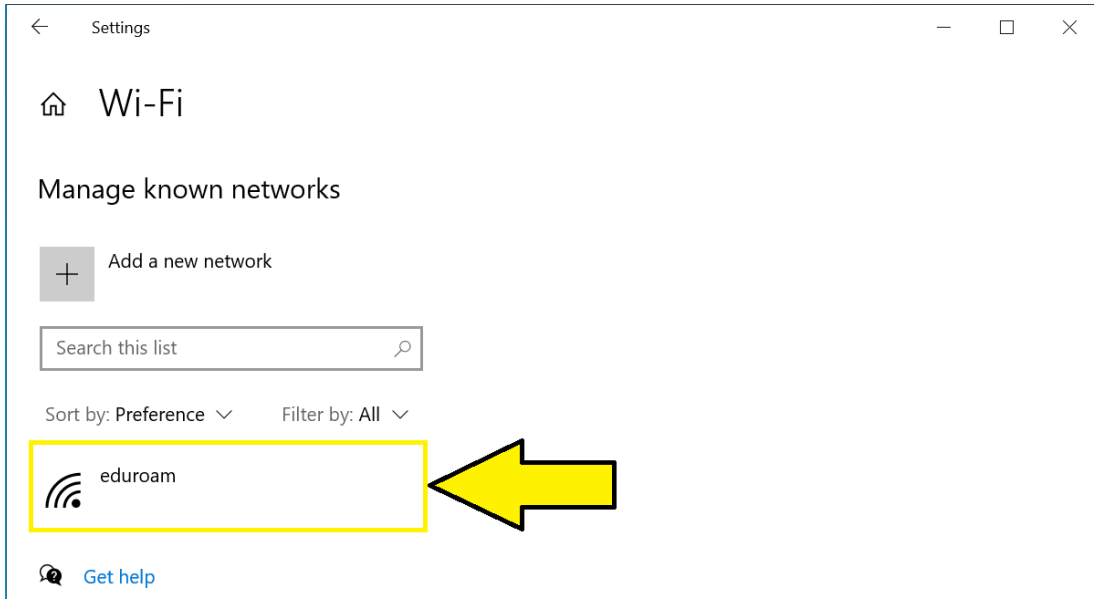 Settings
Wi-Fi
Manage known networks
Add a new network
Search this list
Sort by: Preference Filter by: All
eduroam
Get help